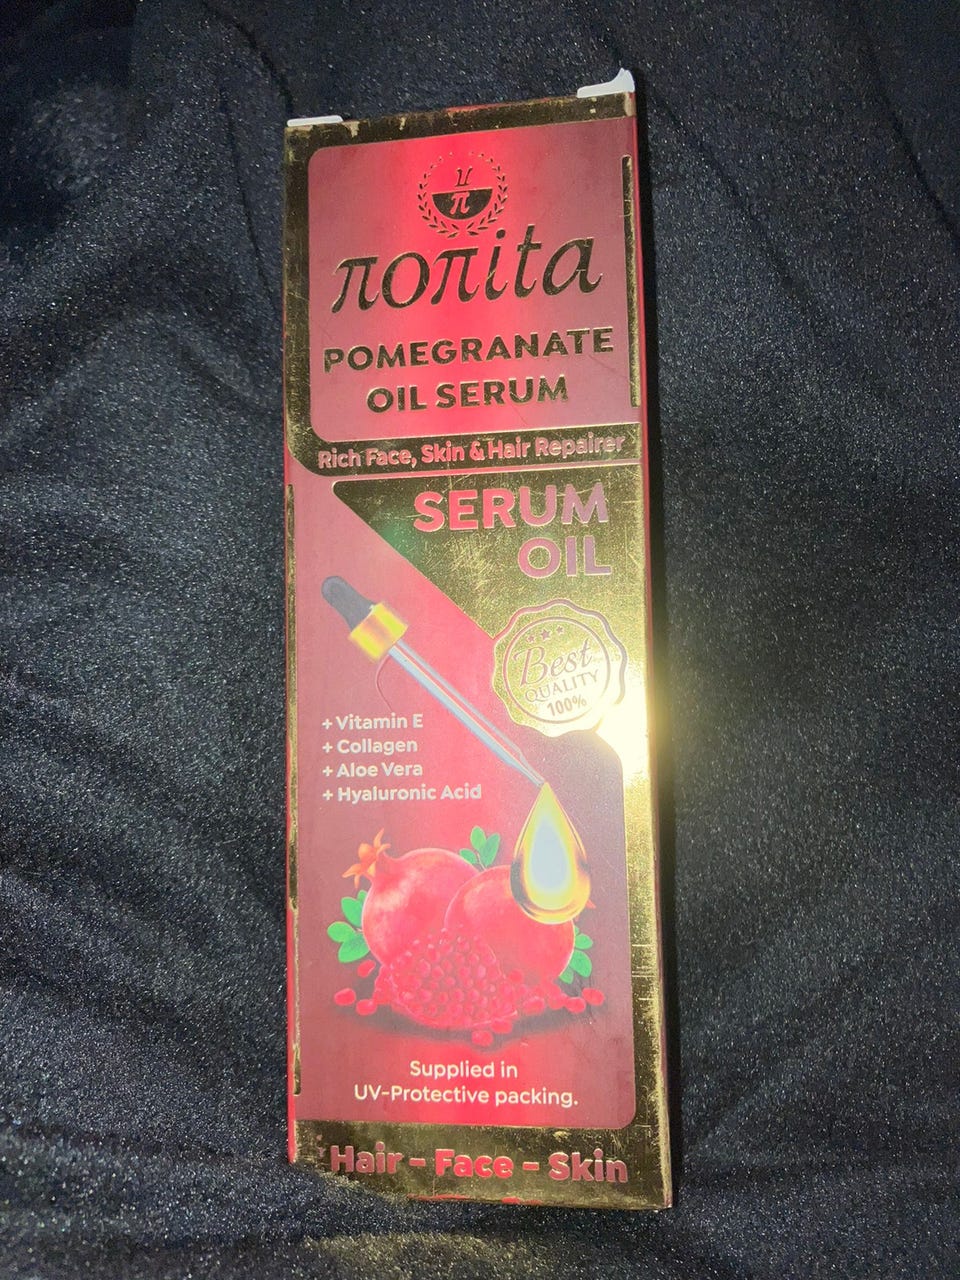 ποπita
POMEGRANATE
OIL SERUM
Rich Face, Skin & Hair Repairer
SERUM
OIL
Best
QUALITY
100%
+ Vitamin E
+ Collagen
+ Aloe Vera
+ Hyaluronic Acid
Supplied in
UV-Protective packing.
Hair - Face - Skin